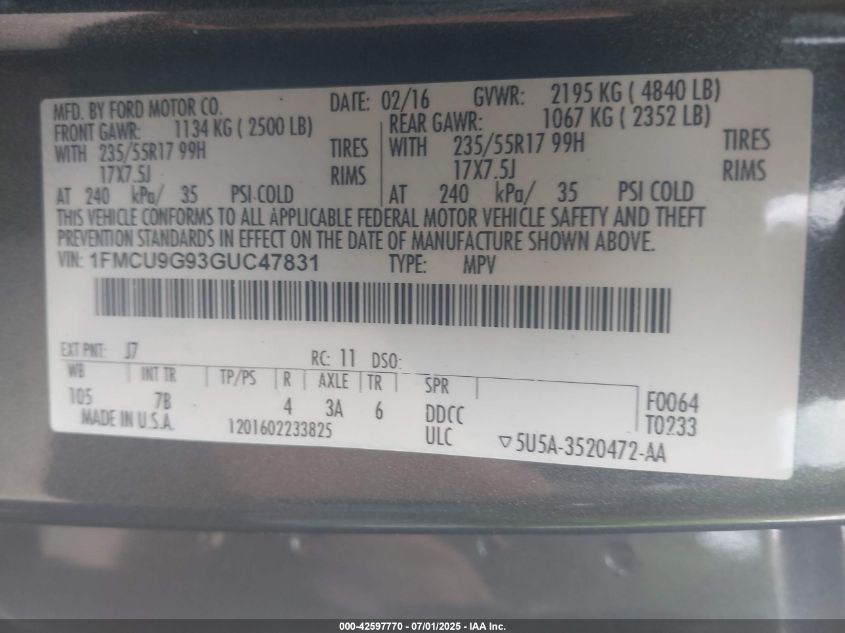 MFD. BY FORD MOTOR CO. DATE: 02/16 GVWR: 2195 KG ( 4840 LB)
FRONT GAWR: 1134 KG ( 2500 LB) REAR GAWR: 1067 KG ( 2352 LB)
WITH 235/55R17 99H TIRES WITH 235/55R17 99H TIRES
17X7.5J RIMS 17X7.5J RIMS
AT 240 kPa/ 35 PSI COLD AT 240 kPa/ 35 PSI COLD
THIS VEHICLE CONFORMS TO ALL APPLICABLE FEDERAL MOTOR VEHICLE SAFETY AND THEFT
PREVENTION STANDARDS IN EFFECT ON THE DATE OF MANUFACTURE SHOWN ABOVE.
VIN: 1FMCU9G93GUC47831 TYPE: MPV
EXT PNT: J7 RC: 11 DSO:
WB INT TR TP/PS R AXLE TR SPR
105 7B 4 3A 6 DDCC F0064
MADE IN U.S.A. 1201602233825 ULC T0233
▽5U5A-3520472-AA
000-42597770 - 07/01/2025 - IAA Inc.